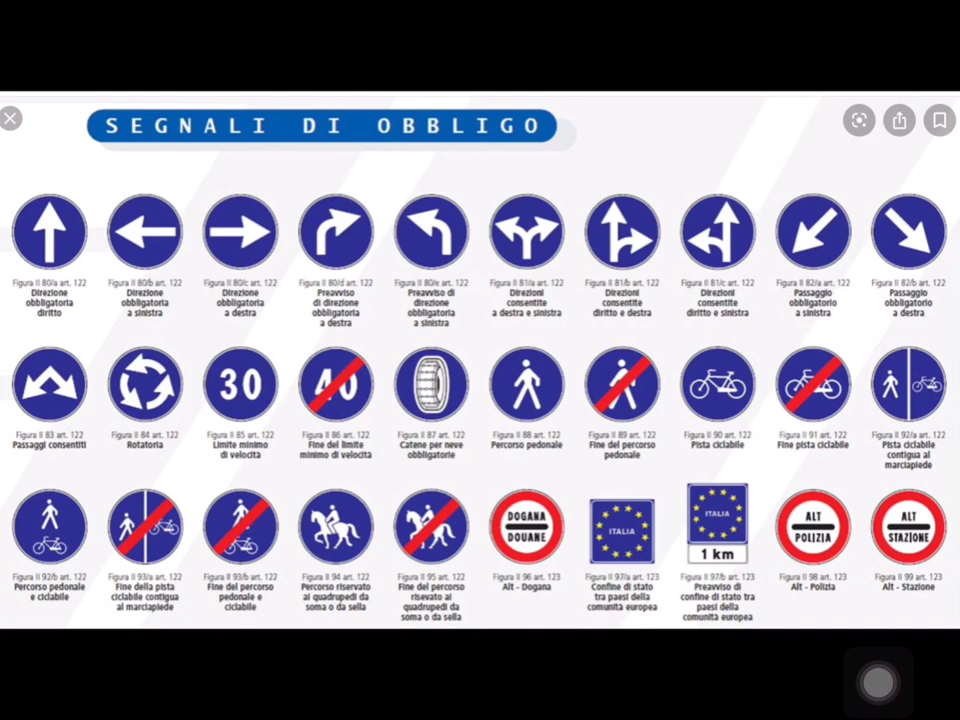 SEGNALI DI OBBLIGO
Figura II 80/a art. 122
Direzione
obbligatoria
diritto
Figura II 80/b art. 122
Direzione
obbligatoria
a sinistra
Figura II 80/c art. 122
Direzione
obbligatoria
a destra
Figura II 80/d art. 122
Preavviso
di direzione
obbligatoria
a destra
Figura II 80/e art. 122
Preavviso di
direzione
obbligatoria
a sinistra
Figura II 81/a art. 122
Direzioni
consentite
a destra e sinistra
Figura II 81/b art. 122
Direzioni
consentite
diritto e destra
Figura II 81/c art. 122
Direzioni
consentite
diritto e sinistra
Figura II 82/a art. 122
Passaggio
obbligatorio
a sinistra
Figura II 82/b art. 122
Passaggio
obbligatorio
a destra
Figura II 83 art. 122
Passaggi consentiti
Figura II 84 art. 122
Rotatoria
30
Figura II 85 art. 122
Limite minimo
di velocita
40
Figura II 86 art. 122
Fine del limite
minimo di velocita
Figura II 87 art. 122
Catene per neve
obbligatorie
Figura II 88 art. 122
Percorso pedonale
Figura II 89 art. 122
Fine del percorso
pedonale
Figura II 90 art. 122
Pista ciclabile
Figura II 91 art. 122
Fine pista ciclabile
Figura II 92/a art. 122
Pista ciclabile
contigua al
marciapiede
Figura II 92/b art. 122
Percorso pedonale
e ciclabile
Figura II 93/a art. 122
Fine della pista
ciclabile contigua
al marciapiede
Figura II 93/b art. 122
Fine del percorso
pedonale e
ciclabile
Figura II 94 art. 122
Percorso riservato
ai quadrupedi da
soma o da sella
Figura II 95 art. 122
Fine del percorso
risevato ai
quadrupedi da
soma o da sella
DOGANA
DOUANE
Figura II 96 art. 123
Alt - Dogana
ITALIA
Figura II 97/a art. 123
Confine di stato
tra paesi della
comunità europea
ITALIA
1 km
Figura II 97/b art. 123
Preavviso di
confine di stato tra
paesi della
comunità europea
ALT
POLIZIA
Figura II 98 art. 123
Alt - Polizia
ALT
STAZIONE
Figura II 99 art. 123
Alt - Stazione